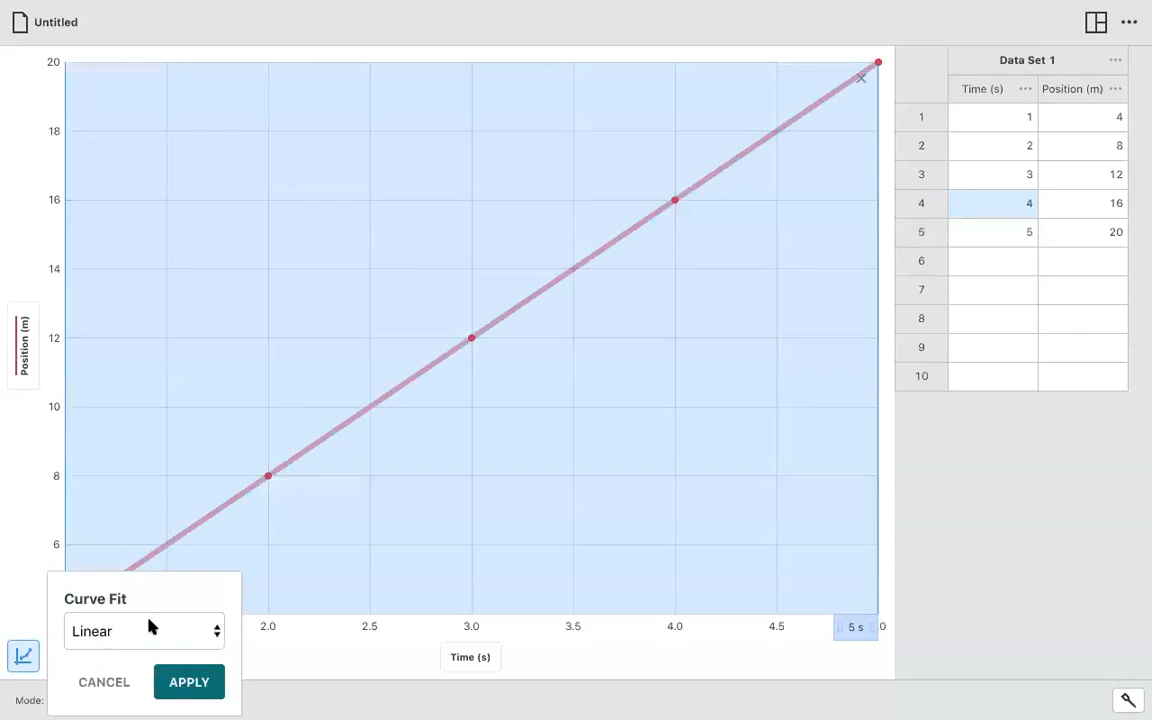 Untitled
20
18
16
14
12
10
8
6
Position (m)
2.0
2.5
3.0
3.5
4.0
4.5
5 s
0
Time (s)
Curve Fit
Linear
CANCEL
APPLY
Mode:
Data Set 1
Time (s) Position (m)
1 1 4
2 2 8
3 3 12
4 4 16
5 5 20
6
7
8
9
10